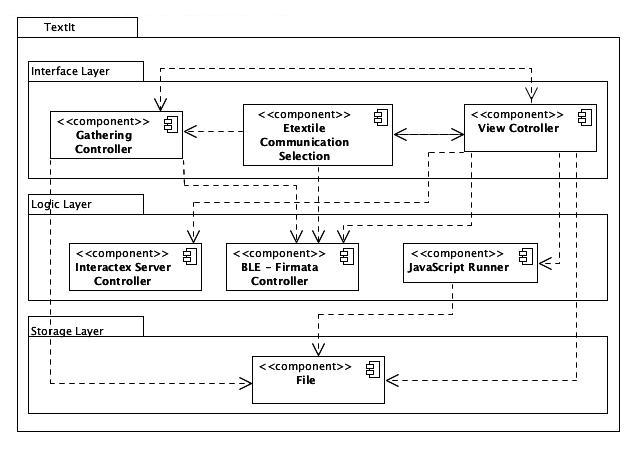 TextIt
Interface Layer
<<component>>
Gathering
Controller
<<component>>
Etextile
Communication
Selection
<<component>>
View Cotroller
Logic Layer
<<component>>
Interactex Server
Controller
<<component>>
BLE - Firmata
Controller
<<component>>
JavaScript Runner
Storage Layer
<<component>>
File